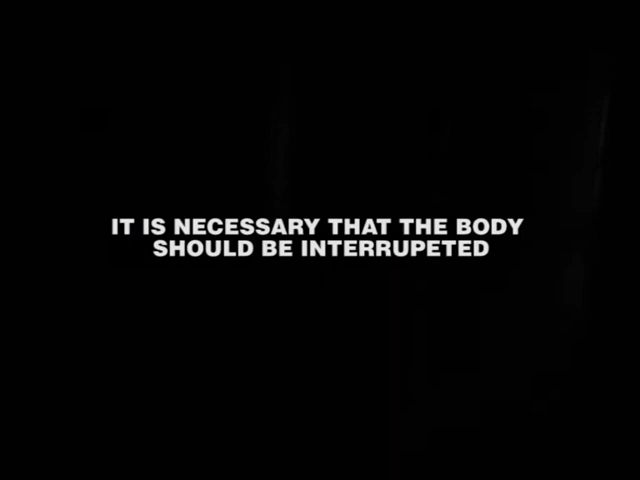 IT IS NECESSARY THAT THE BODY
SHOULD BE INTERRUPETED